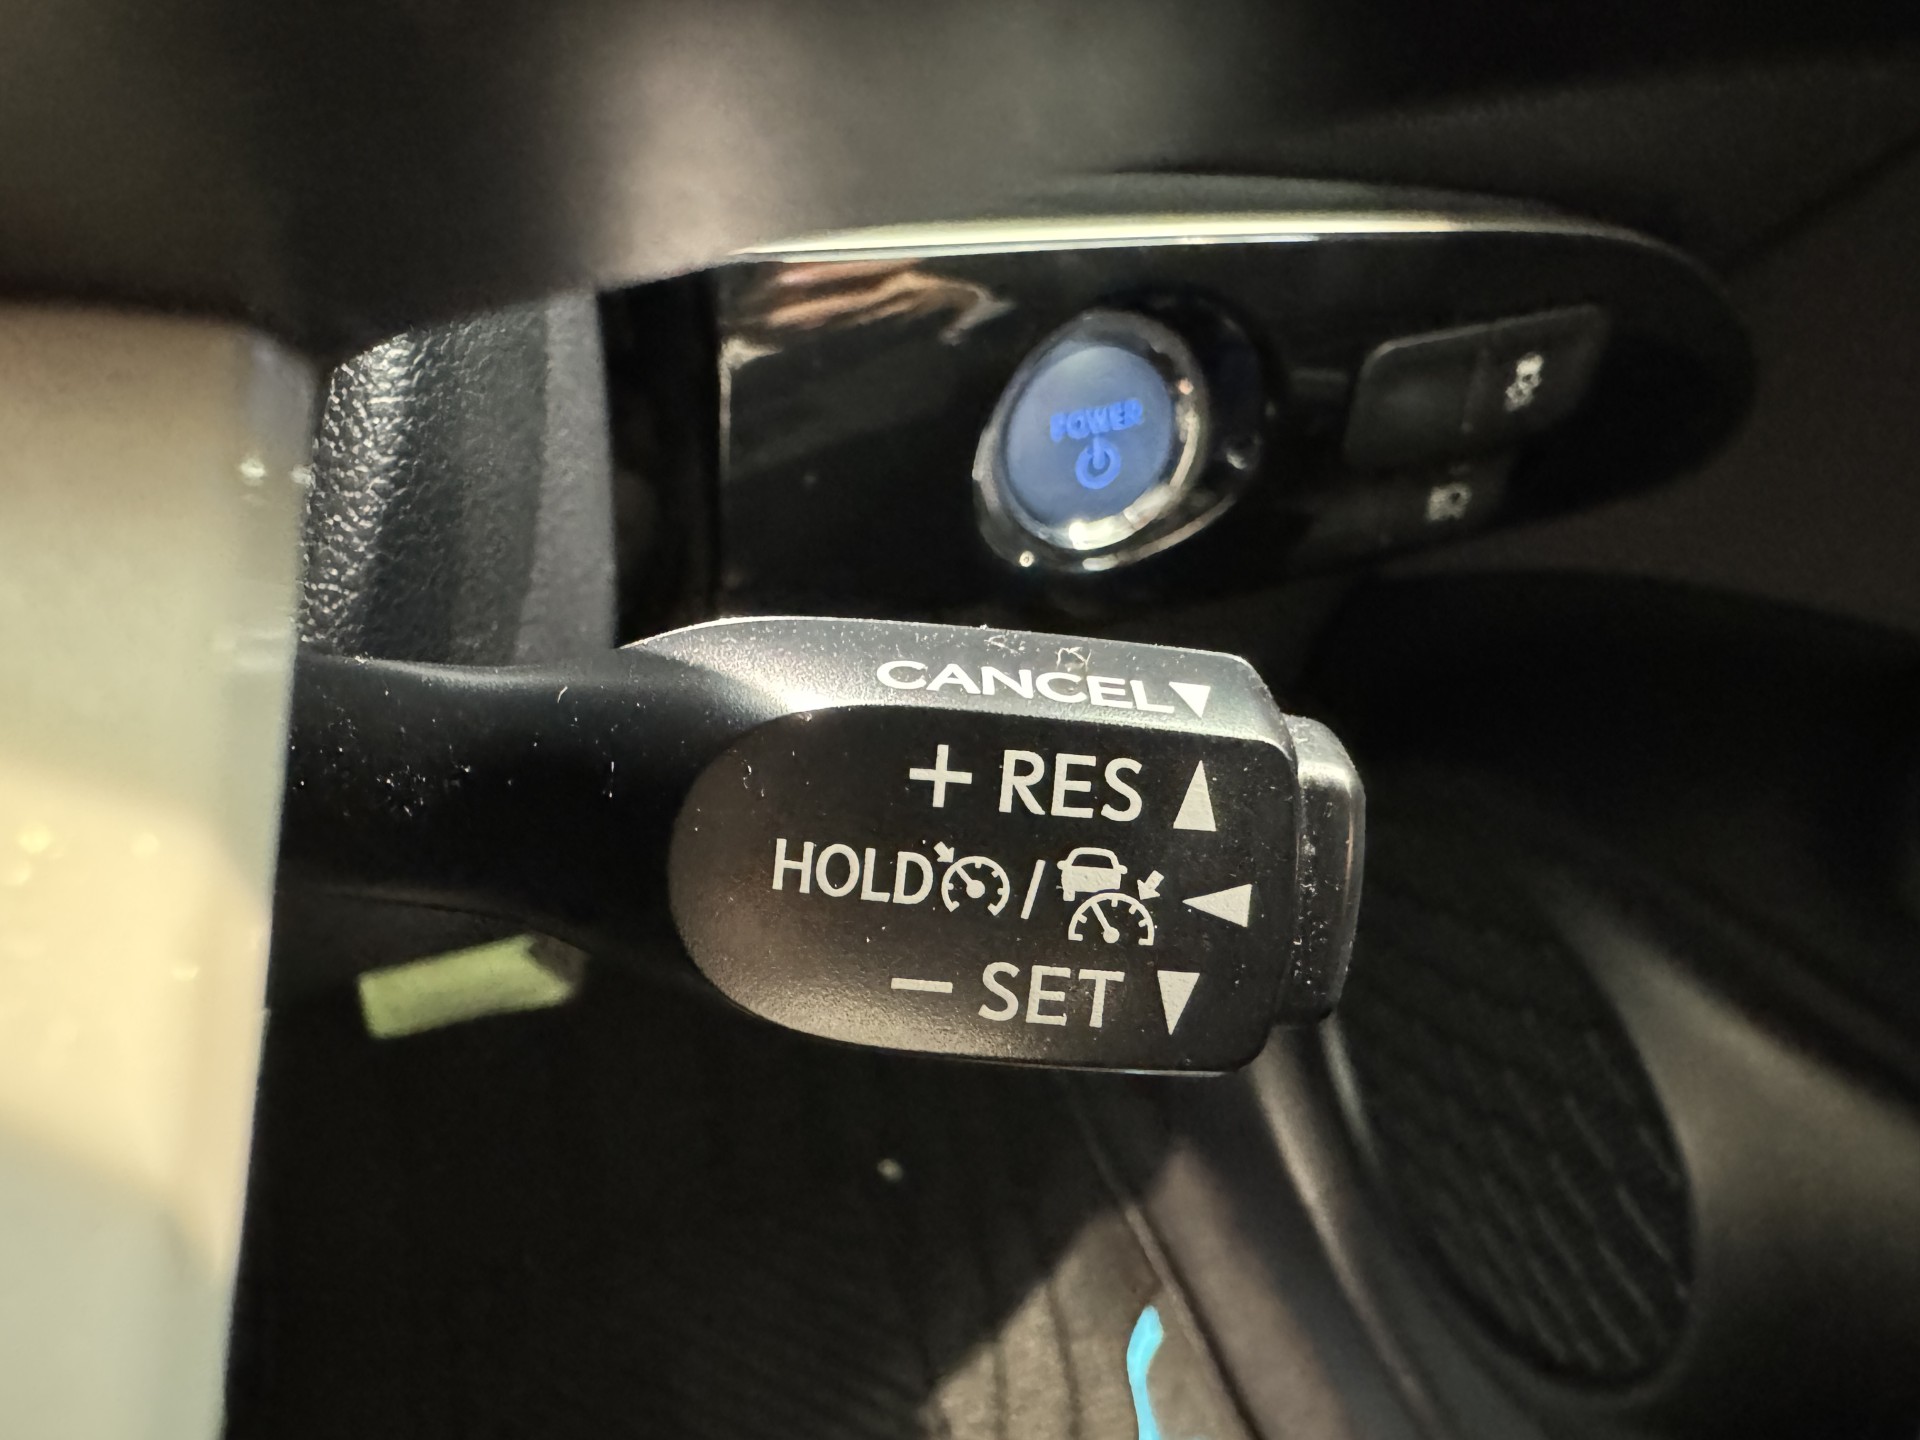 POWER
CANCEL
+ RES
HOLD /
− SET